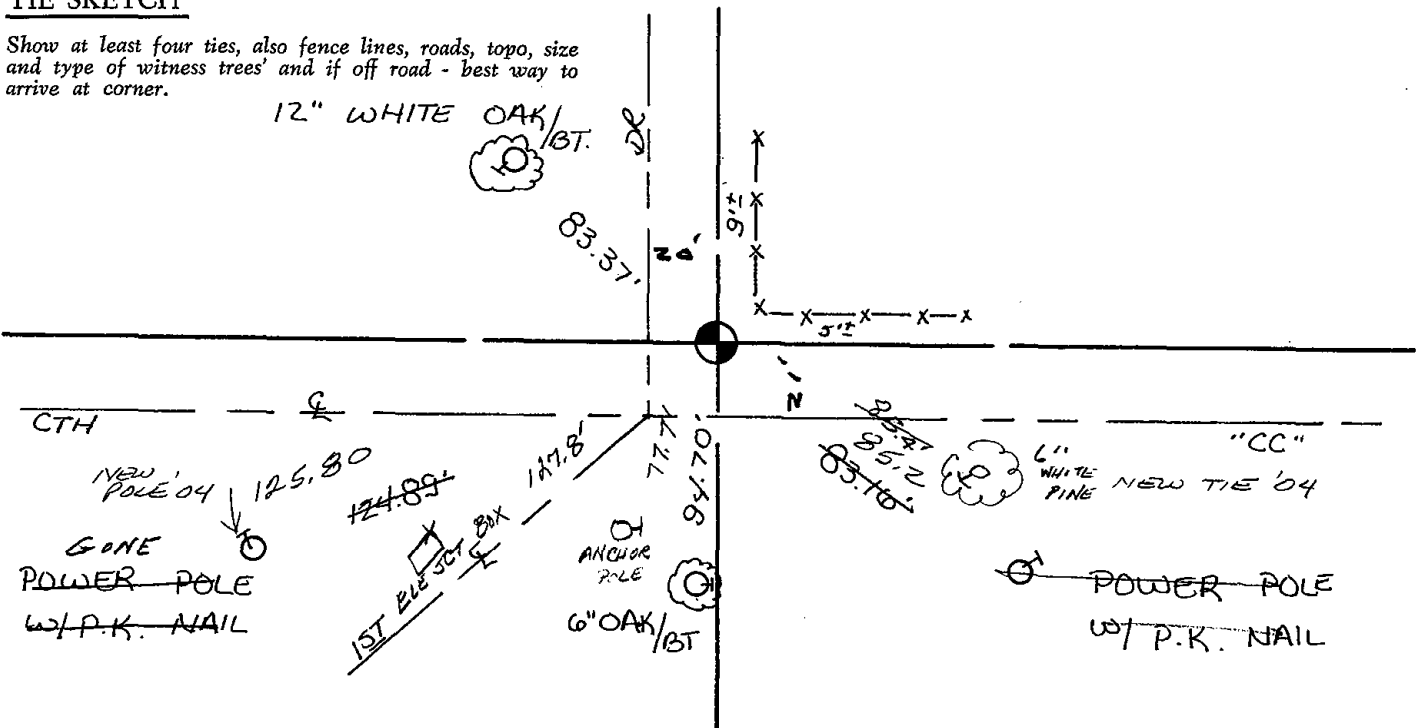 TIE SKETCH
Show at least four ties, also fence lines, roads, topo, size
and type of witness trees' and if off road - best way to
arrive at corner.
12" WHITE OAK/BT.
DR
83.37'
20'
9'±
5'±
21'
CTH
℄
"CC"
NEW
POLE '04
125.80
124.89'
127.8'
77.7'
94.70'
85.2
83.16'
6"
WHITE
PINE
NEW TIE '04
GONE
POWER POLE
W/ P.K. NAIL
1ST
ELE JCT BOX
℄
ANCHOR
POLE
6" OAK/BT
POWER POLE
W/ P.K. NAIL